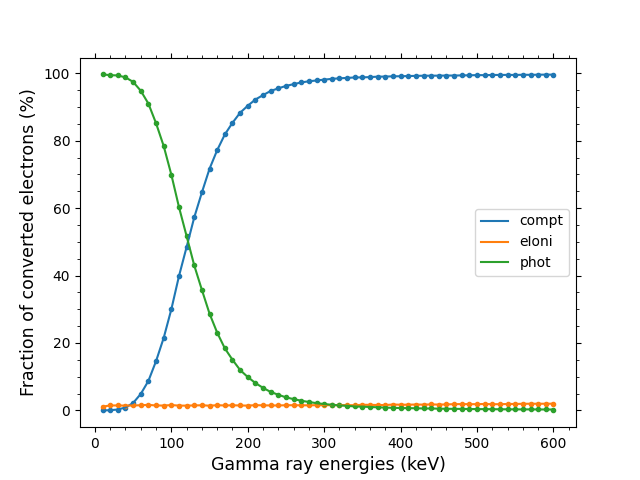 Fraction of converted electrons (%)
100
80
60
40
20
0
compt
eIoni
phot
0 100 200 300 400 500 600
Gamma ray energies (keV)